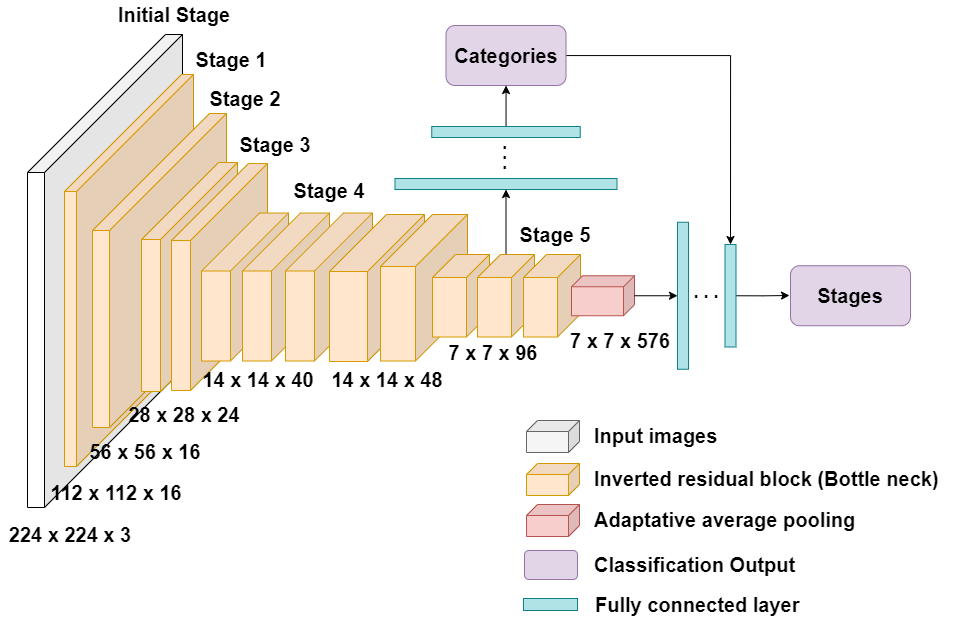 Initial Stage
Stage 1
Stage 2
Stage 3
Stage 4
Stage 5
Categories
Stages
224 x 224 x 3
112 x 112 x 16
56 x 56 x 16
28 x 28 x 24
14 x 14 x 40
14 x 14 x 48
7 x 7 x 96
7 x 7 x 576
Input images
Inverted residual block (Bottle neck)
Adaptative average pooling
Classification Output
Fully connected layer